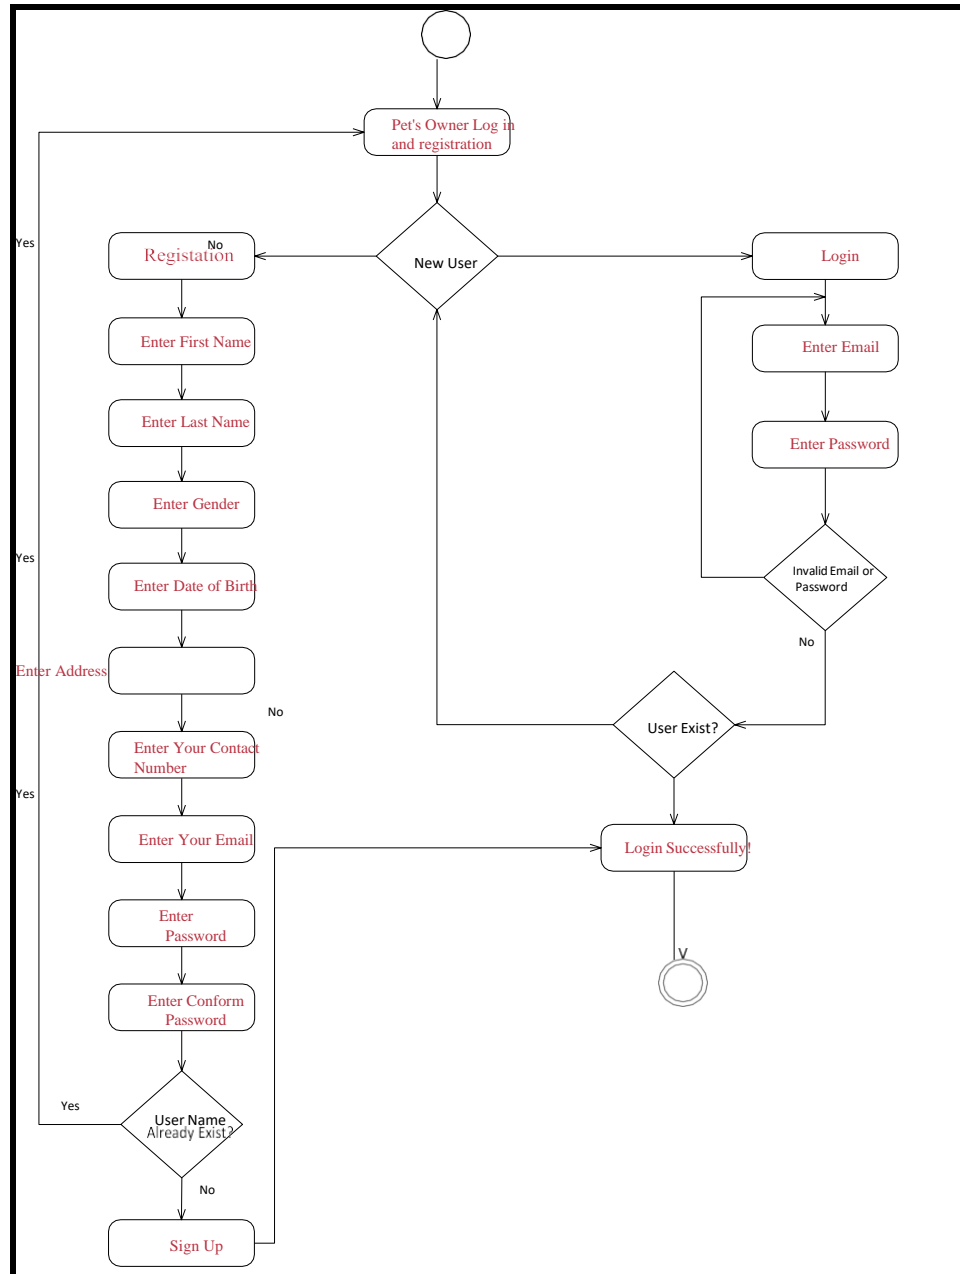 Pet's Owner Log in
and registration
Yes
No
Registation
New User
Login
Enter First Name
Enter Email
Enter Last Name
Enter Password
Enter Gender
Yes
Invalid Email or
Password
Enter Date of Birth
No
Enter Address
No
User Exist?
Enter Your Contact
Number
Yes
Enter Your Email
Login Successfully!
Enter
Password
Enter Conform
Password
Yes
User Name
Already Exist?
No
Sign Up